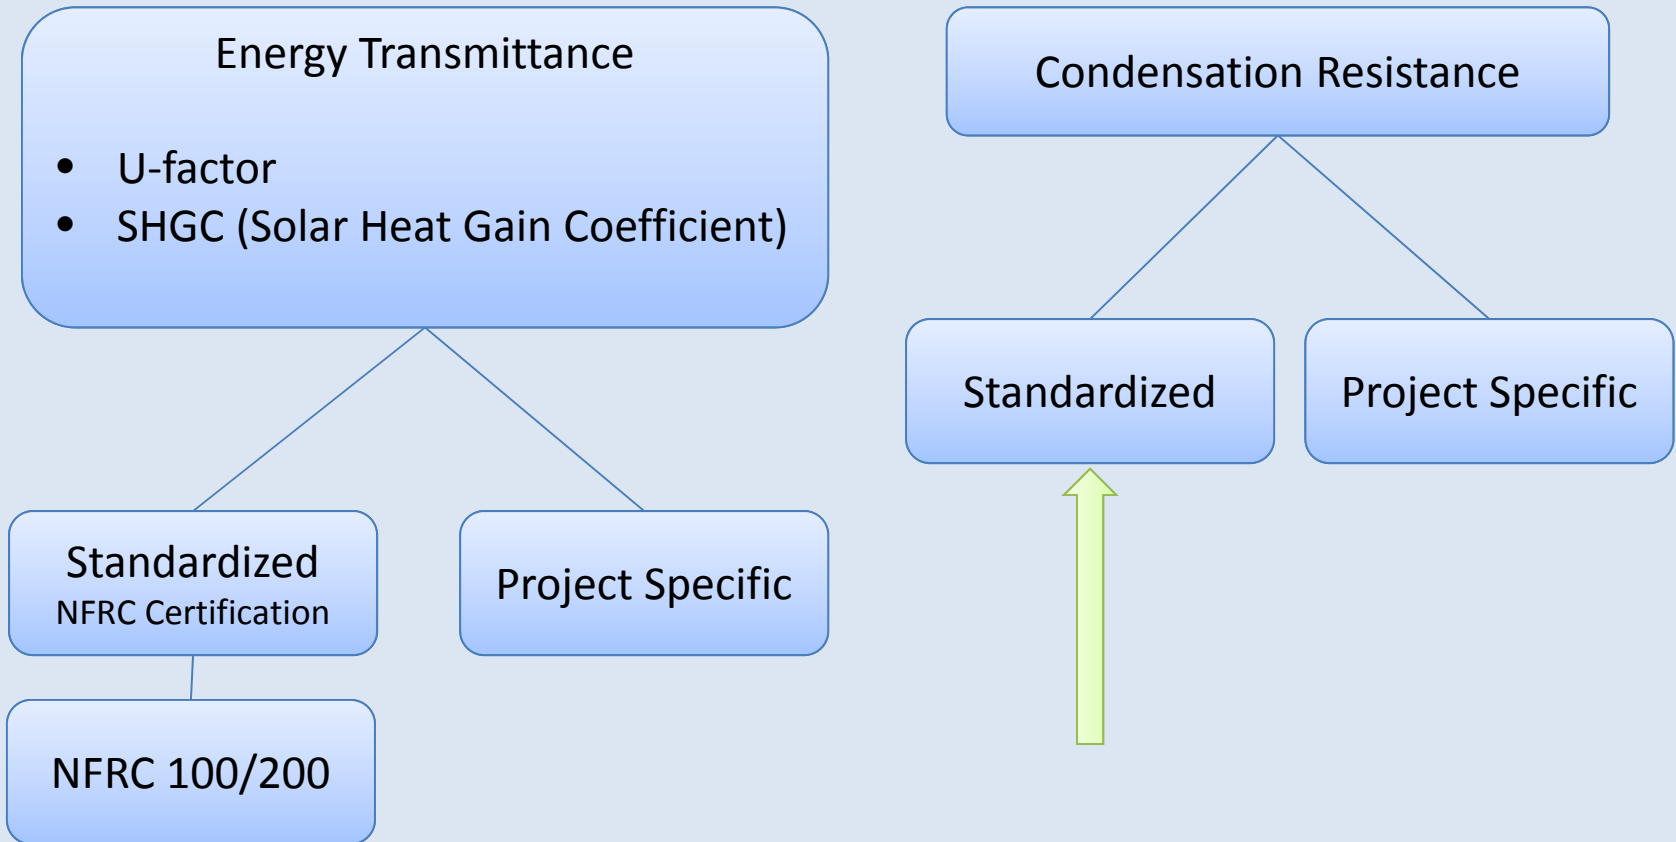 Energy Transmittance
• U-factor
• SHGC (Solar Heat Gain Coefficient)
Standardized
NFRC Certification
Project Specific
NFRC 100/200
Condensation Resistance
Standardized
Project Specific